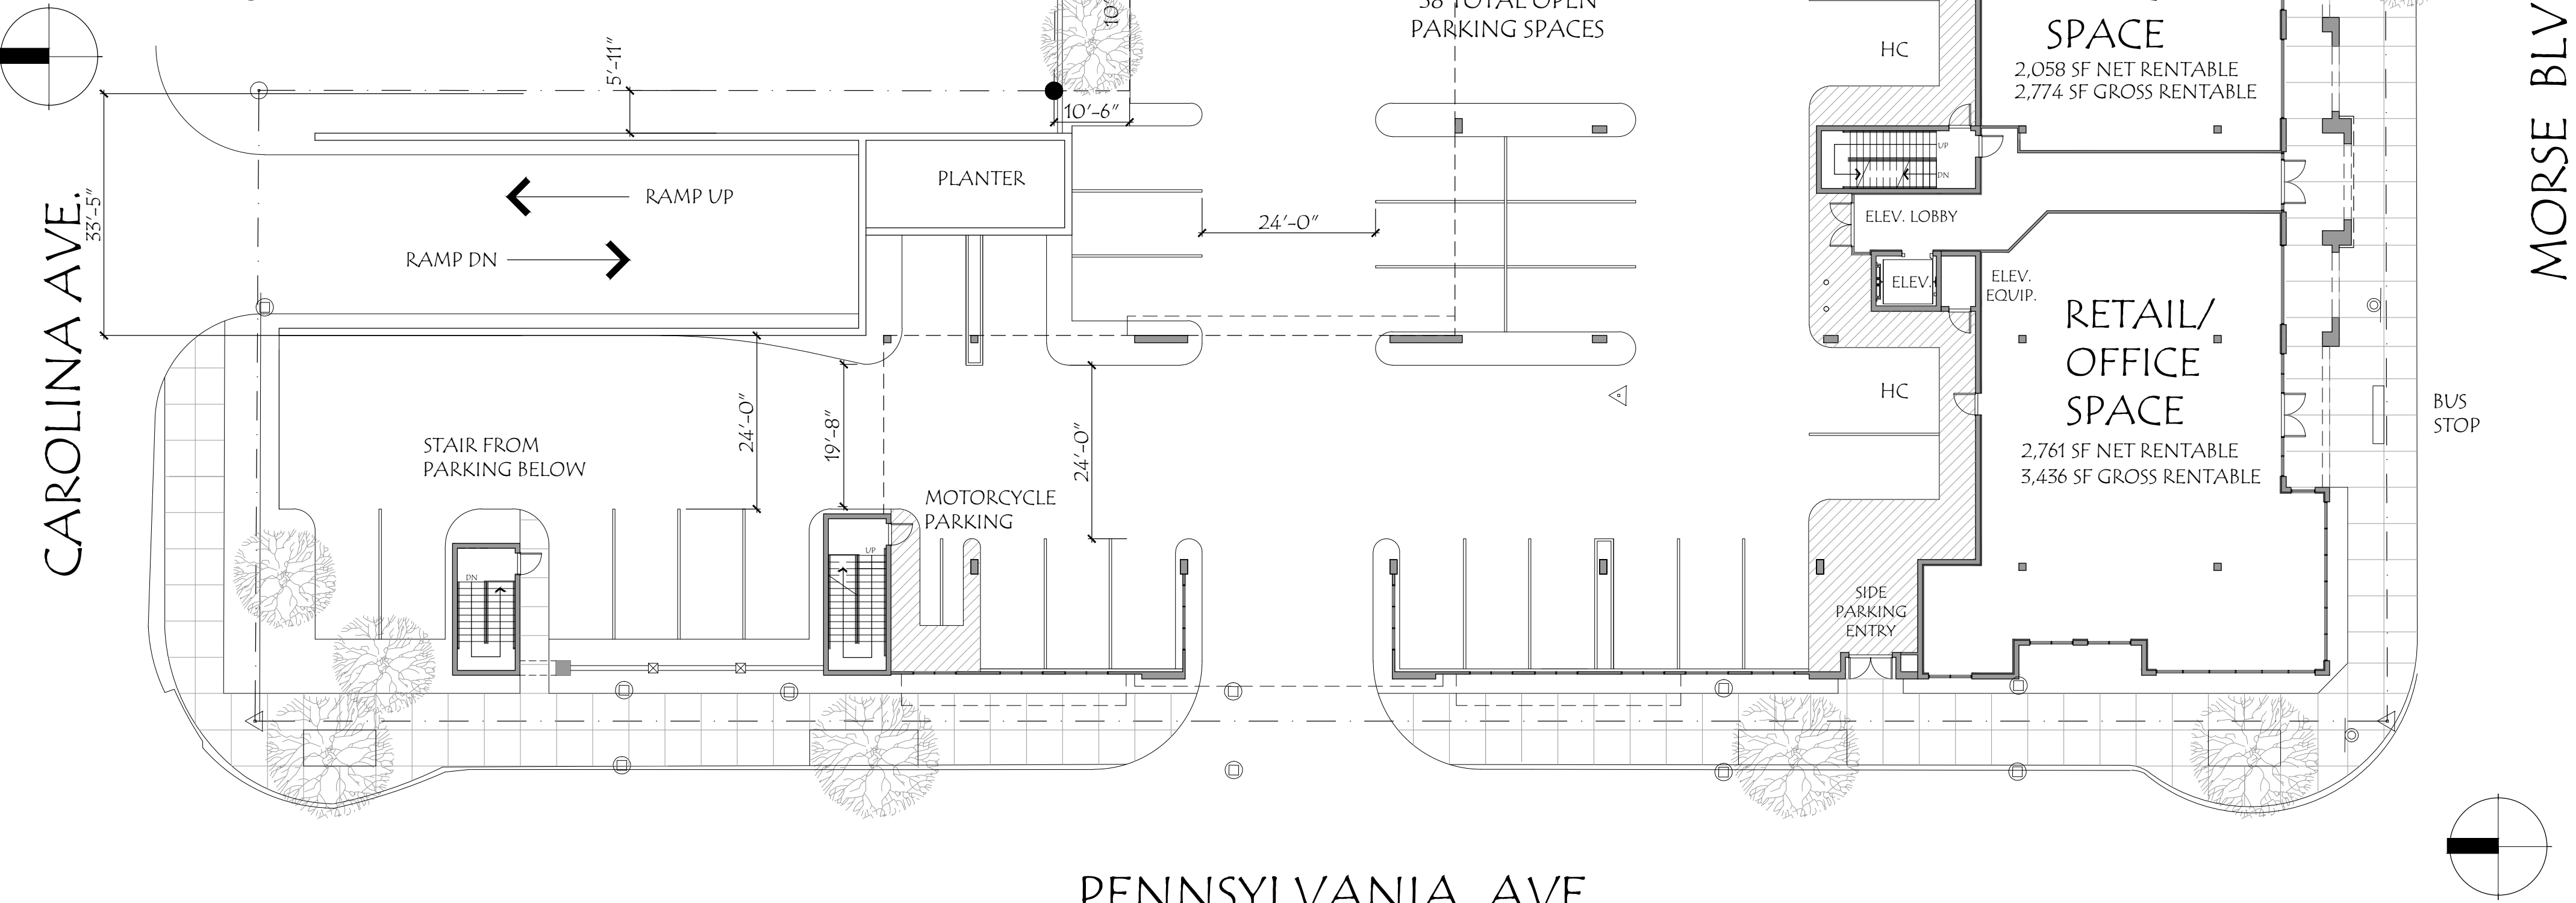 38 TOTAL OPEN
PARKING SPACES
HC
SPACE
2,058 SF NET RENTABLE
2,774 SF GROSS RENTABLE
MORSE BLV
5'-11"
10'-6"
33'-5"
CAROLINA AVE.
RAMP UP
RAMP DN
PLANTER
24'-0"
UP
DN
ELEV. LOBBY
ELEV.
ELEV.
EQUIP.
RETAIL/
OFFICE
SPACE
2,761 SF NET RENTABLE
3,436 SF GROSS RENTABLE
HC
BUS
STOP
STAIR FROM
PARKING BELOW
24'-0"
19'-8"
24'-0"
MOTORCYCLE
PARKING
UP
DN
SIDE
PARKING
ENTRY
PENNSYLVANIA AVE